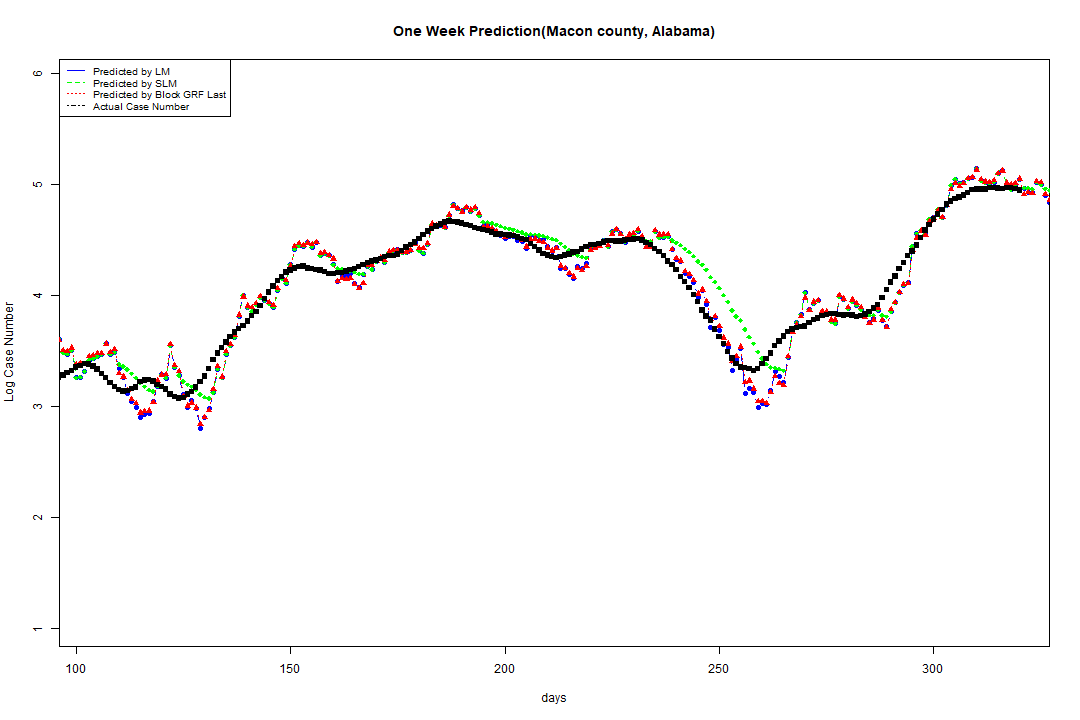 One Week Prediction(Macon county, Alabama)
Predicted by LM
Predicted by SLM
Predicted by Block GRF Last
Actual Case Number
6
5
4
3
2
1
Log Case Number
100 150 200 250 300
days